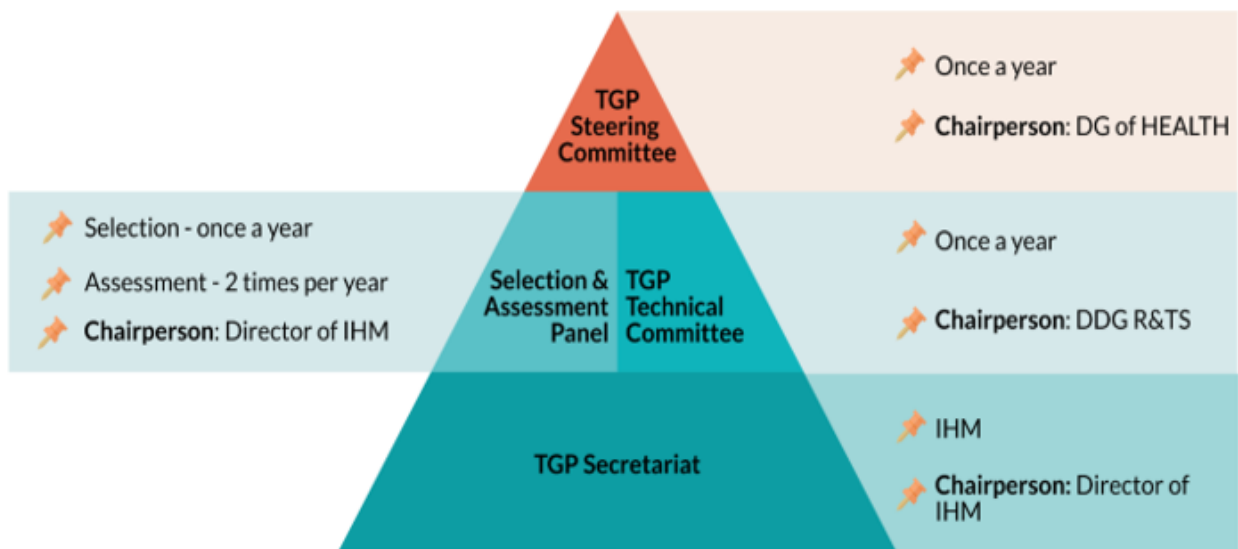 TGP
Steering
Committee
Once a year
Chairperson: DG of HEALTH
Selection - once a year
Assessment - 2 times per year
Chairperson: Director of IHM
Selection &
Assessment
Panel
TGP
Technical
Committee
Once a year
Chairperson: DDG R&TS
TGP Secretariat
IHM
Chairperson: Director of
IHM